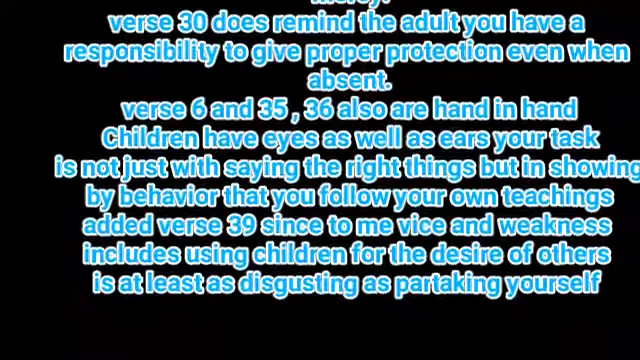 mercy.
verse 30 does remind the adult you have a
responsibility to give proper protection even when
absent.
verse 6 and 35 , 36 also are hand in hand
Children have eyes as well as ears your task
is not just with saying the right things but in showing
by behavior that you follow your own teachings
added verse 39 since to me vice and weakness
includes using children for the desire of others
is at least as disgusting as partaking yourself